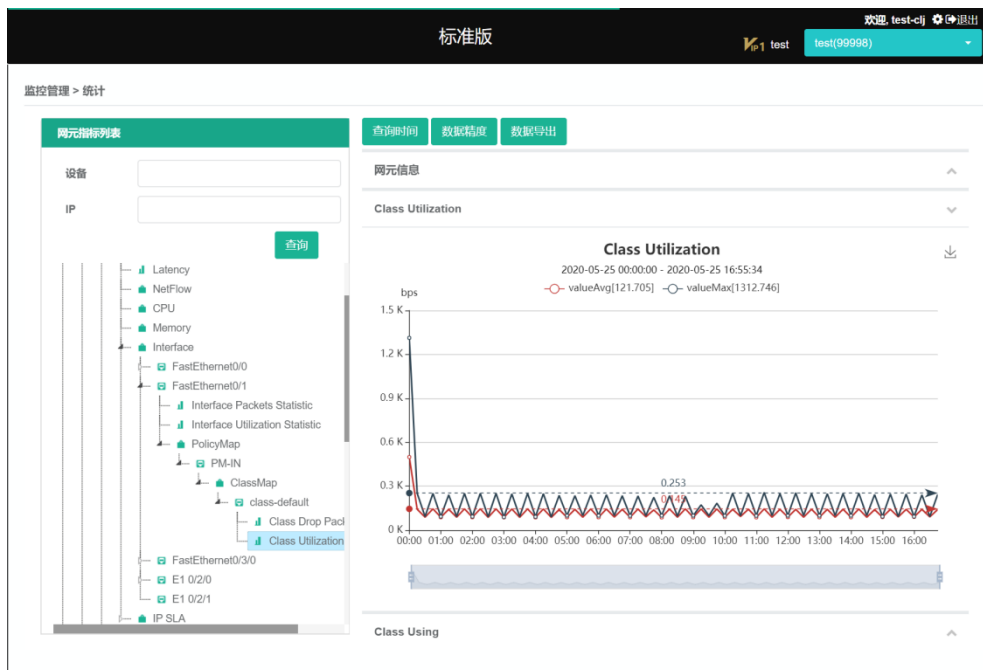 欢迎, test-clj 退出
标准版
VIP1 test
test(99998)
监控管理 > 统计
网元指标列表
设备
IP
查询
Latency
NetFlow
CPU
Memory
Interface
FastEthernet0/0
FastEthernet0/1
Interface Packets Statistic
Interface Utilization Statistic
PolicyMap
PM-IN
ClassMap
class-default
Class Drop Pack
Class Utilization
FastEthernet0/3/0
E1 0/2/0
E1 0/2/1
IP SLA
查询时间 数据精度 数据导出
网元信息
Class Utilization
Class Utilization
2020-05-25 00:00:00 - 2020-05-25 16:55:34
valueAvg[121.705] valueMax[1312.746]
bps
1.5 K
1.2 K
0.9 K
0.6 K
0.3 K
0 K
0.253
0.145
00:00 01:00 02:00 03:00 04:00 05:00 06:00 07:00 08:00 09:00 10:00 11:00 12:00 13:00 14:00 15:00 16:00
Class Using